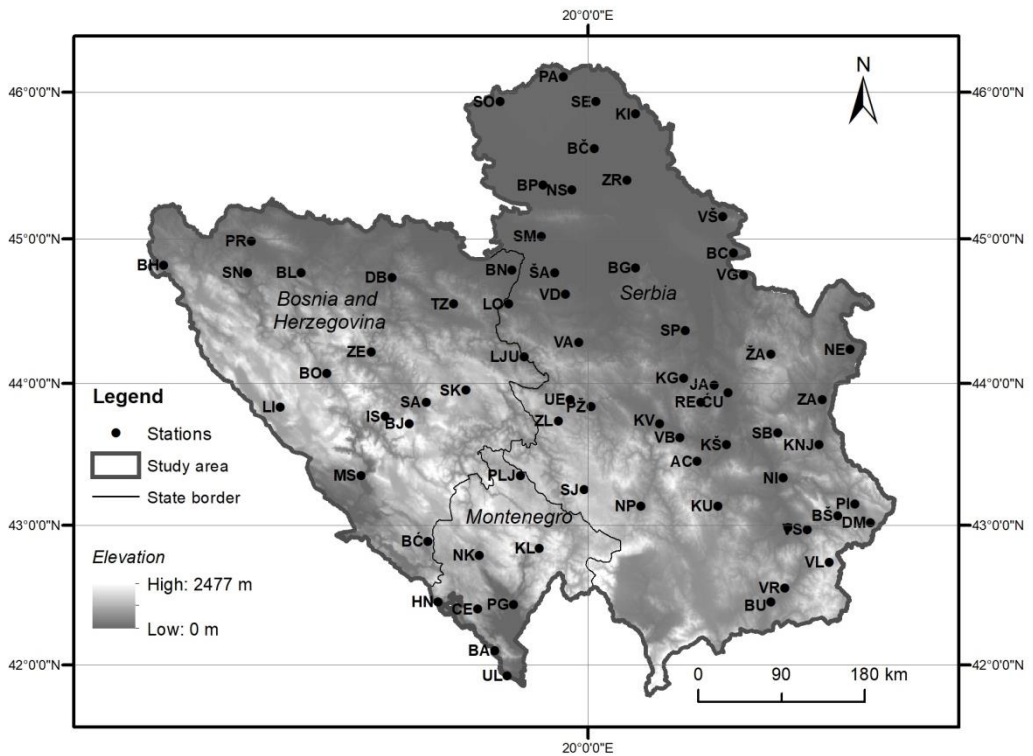 20°0'0"E
46°0'0"N
46°0'0"N
N
PA
SO
SE
KI
BČ
BP
NS
ZR
VŠ
45°0'0"N
45°0'0"N
PR
SM
BC
BH
SN
BL
DB
BN
ŠA
BG
VG
Bosnia and
Herzegovina
TZ
LO
VD
Serbia
SP
VA
NE
ZE
LJU
ŽA
BO
44°0'0"N
44°0'0"N
KG
JA
Legend
SK
UE
PŽ
RE
ĆU
ZA
LI
SA
IS
BJ
ZL
KV
VB
KŠ
SB
KNJ
Stations
Study area
State border
AC
MS
PLJ
SJ
NI
NP
KU
PI
BŠ
DM
43°0'0"N
43°0'0"N
Montenegro
BĆ
NK
KL
VL
Elevation
High: 2477 m
Low: 0 m
VR
BU
HN
CE
PG
42°0'0"N
42°0'0"N
BA
UL
0 90 180 km
20°0'0"E